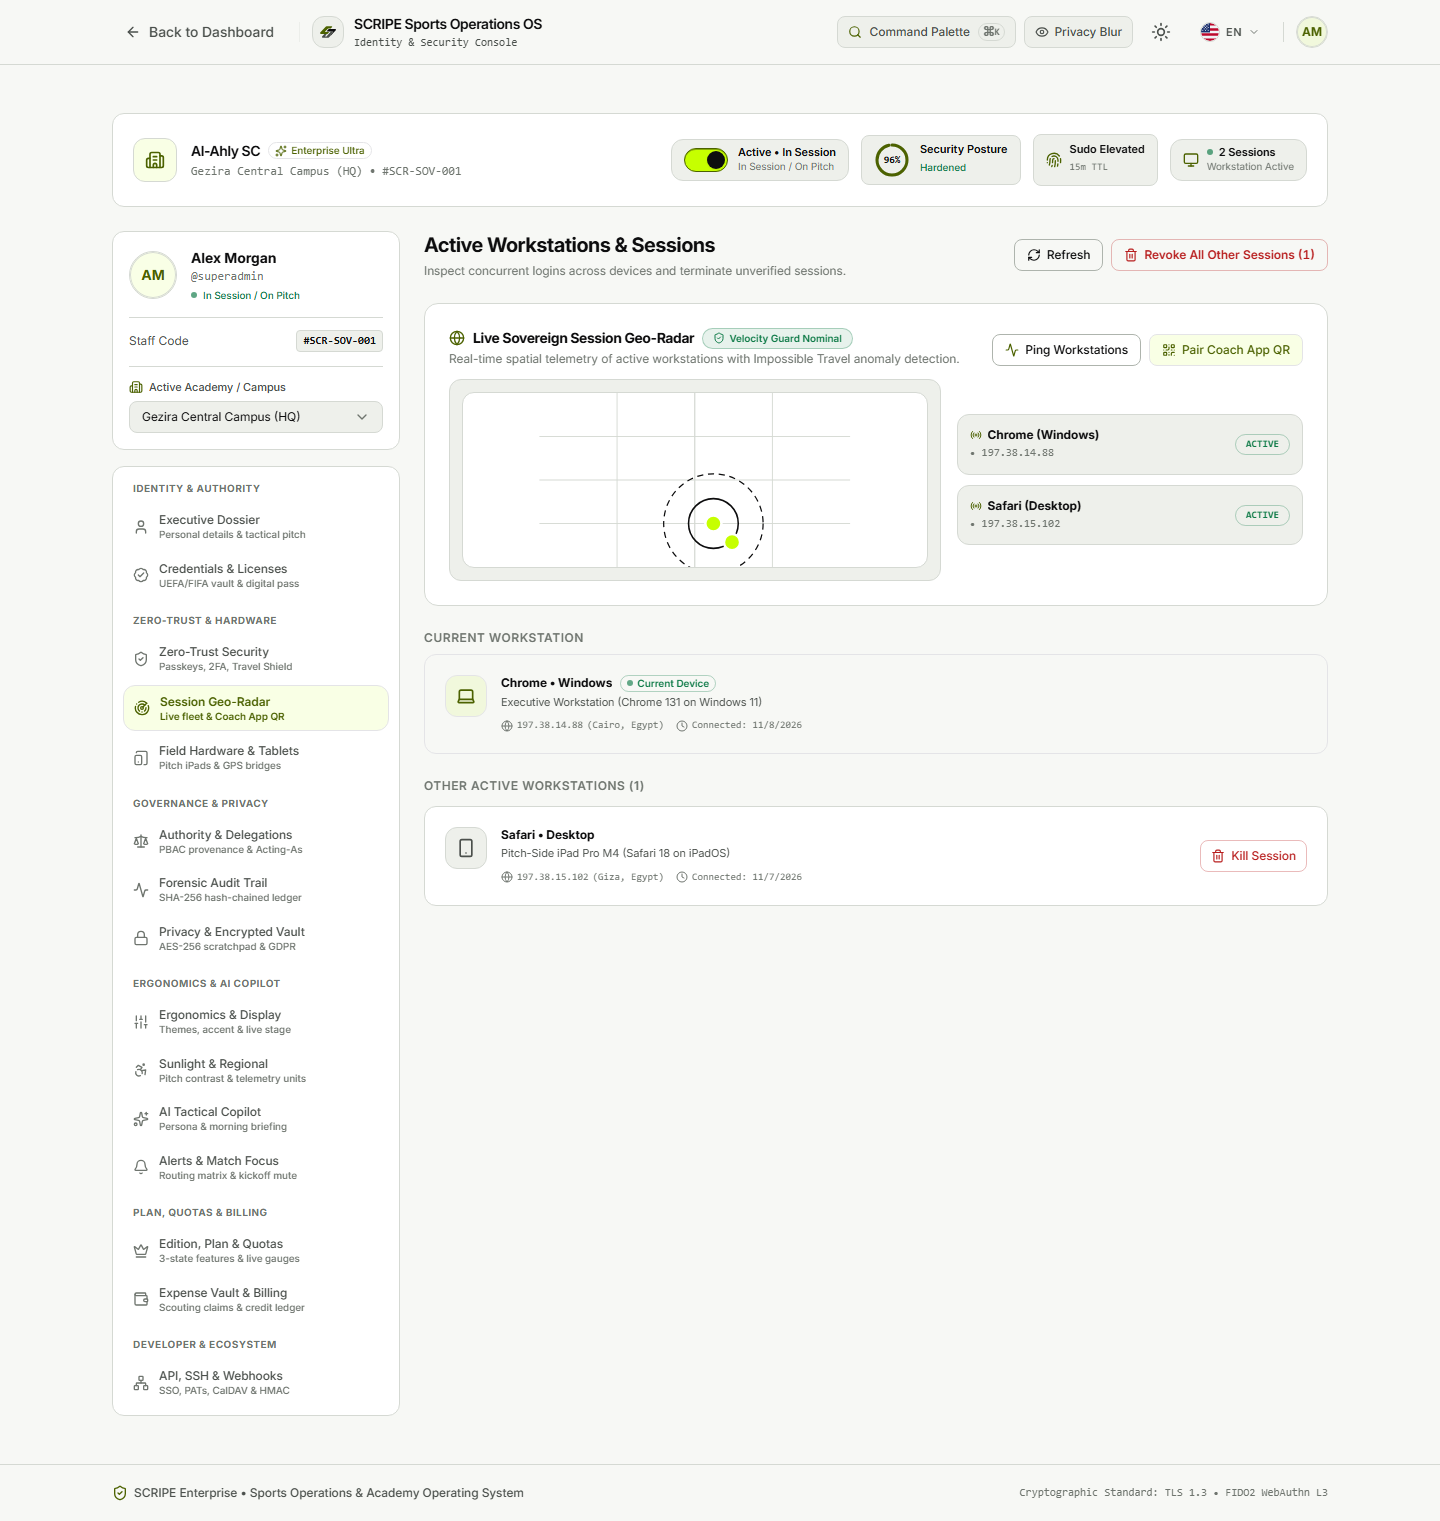 Back to Dashboard
SCRIPE Sports Operations OS
Identity & Security Console
Command Palette ⌘K
Privacy Blur
EN
AM
Al-Ahly SC
Enterprise Ultra
Gezira Central Campus (HQ) • #SCR-SOV-001
Active • In Session
In Session / On Pitch
96%
Security Posture
Hardened
Sudo Elevated
15m TTL
2 Sessions
Workstation Active
AM
Alex Morgan
@superadmin
In Session / On Pitch
Staff Code
#SCR-SOV-001
Active Academy / Campus
Gezira Central Campus (HQ)
IDENTITY & AUTHORITY
Executive Dossier
Personal details & tactical pitch
Credentials & Licenses
UEFA/FIFA vault & digital pass
ZERO-TRUST & HARDWARE
Zero-Trust Security
Passkeys, 2FA, Travel Shield
Session Geo-Radar
Live fleet & Coach App QR
Field Hardware & Tablets
Pitch iPads & GPS bridges
GOVERNANCE & PRIVACY
Authority & Delegations
PBAC provenance & Acting-As
Forensic Audit Trail
SHA-256 hash-chained ledger
Privacy & Encrypted Vault
AES-256 scratchpad & GDPR
ERGONOMICS & AI COPILOT
Ergonomics & Display
Themes, accent & live stage
Sunlight & Regional
Pitch contrast & telemetry units
AI Tactical Copilot
Persona & morning briefing
Alerts & Match Focus
Routing matrix & kickoff mute
PLAN, QUOTAS & BILLING
Edition, Plan & Quotas
3-state features & live gauges
Expense Vault & Billing
Scouting claims & credit ledger
DEVELOPER & ECOSYSTEM
API, SSH & Webhooks
SSO, PATs, CalDAV & HMAC
Active Workstations & Sessions
Inspect concurrent logins across devices and terminate unverified sessions.
Refresh
Revoke All Other Sessions (1)
Live Sovereign Session Geo-Radar
Velocity Guard Nominal
Real-time spatial telemetry of active workstations with Impossible Travel anomaly detection.
Ping Workstations
Pair Coach App QR
Chrome (Windows)
• 197.38.14.88
ACTIVE
Safari (Desktop)
• 197.38.15.102
ACTIVE
CURRENT WORKSTATION
Chrome • Windows
Current Device
Executive Workstation (Chrome 131 on Windows 11)
197.38.14.88 (Cairo, Egypt)
Connected: 11/8/2026
OTHER ACTIVE WORKSTATIONS (1)
Safari • Desktop
Pitch-Side iPad Pro M4 (Safari 18 on iPadOS)
197.38.15.102 (Giza, Egypt)
Connected: 11/7/2026
Kill Session
SCRIPE Enterprise • Sports Operations & Academy Operating System
Cryptographic Standard: TLS 1.3 • FIDO2 WebAuthn L3